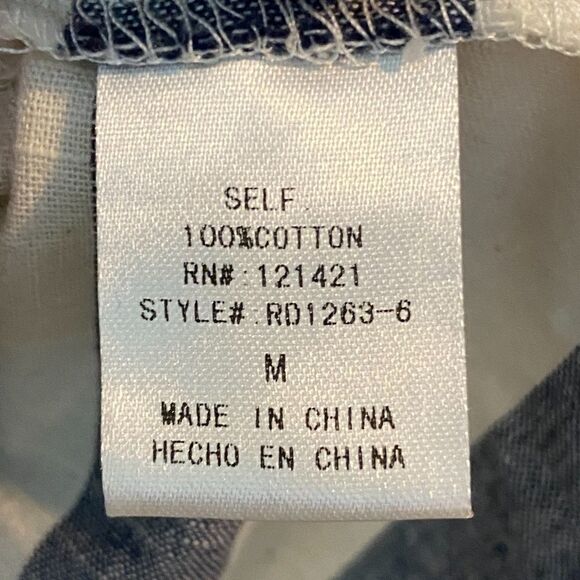 SELF:
100%COTTON
RN#:121421
STYLE#:RD1263-6
M
MADE IN CHINA
HECHO EN CHINA